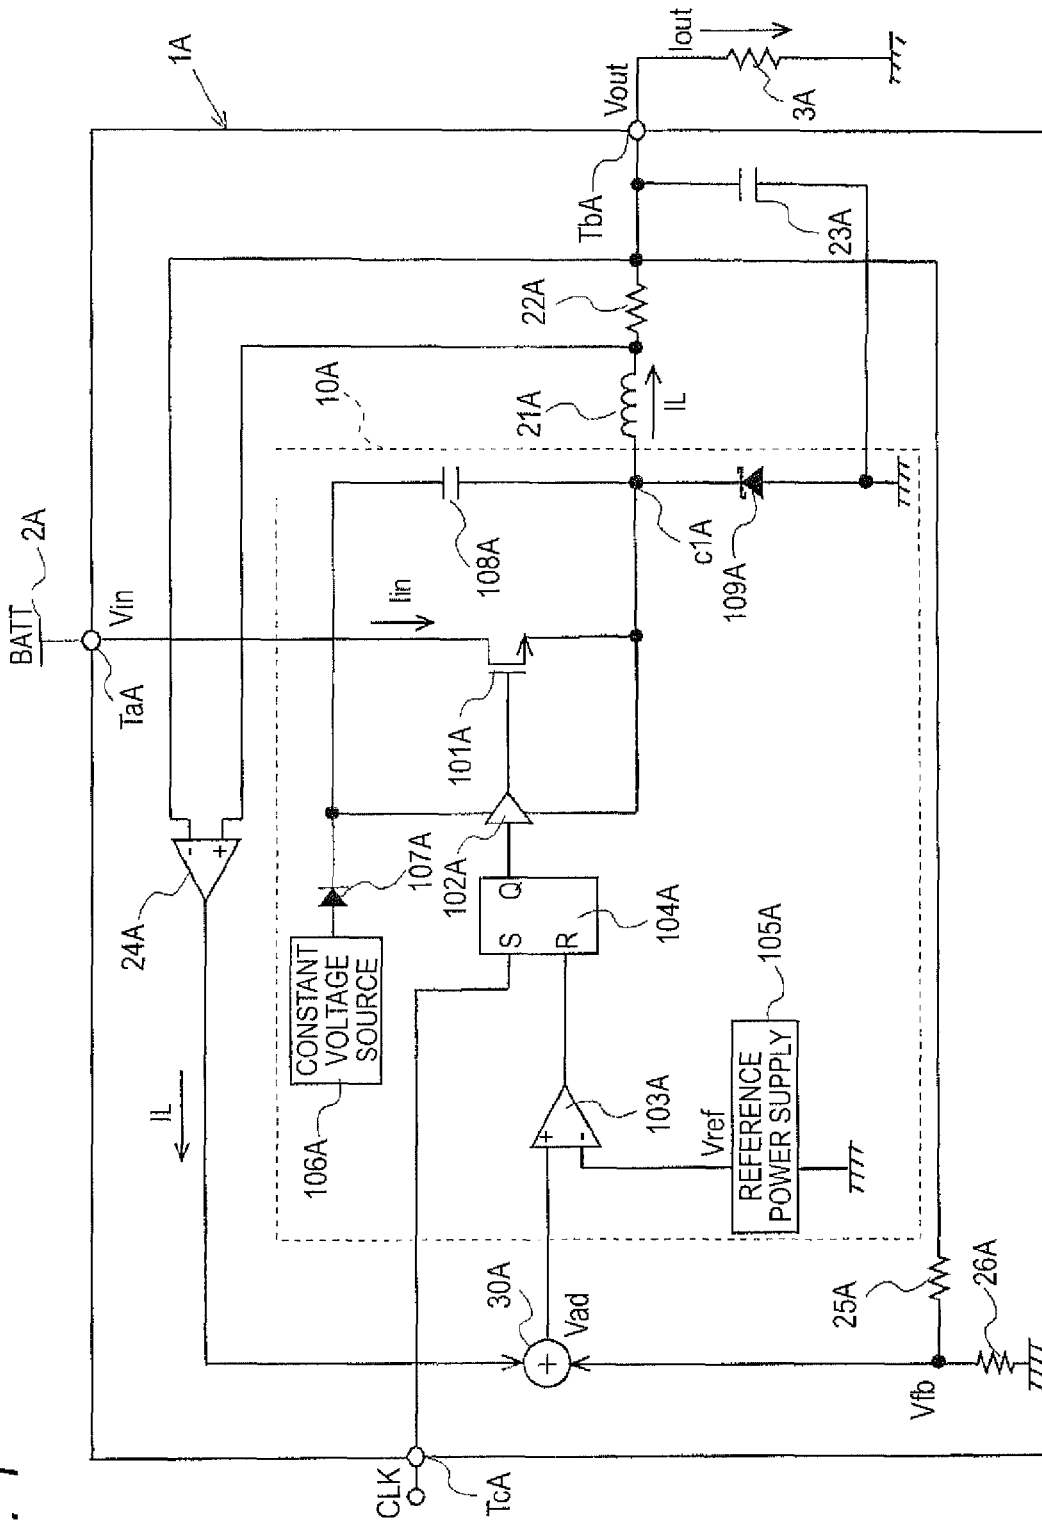 1A
BATT
2A
Vin
TaA
Iin
10A
24A
IL
106A
CONSTANT
VOLTAGE
SOURCE
107A
102A
101A
108A
c1A
109A
21A
IL
22A
TbA
Vout
Iout
3A
23A
S
Q
R
104A
103A
+
-
-
+
Vref
REFERENCE
POWER SUPPLY
105A
30A
+
Vad
25A
26A
Vfb
CLK
TcA